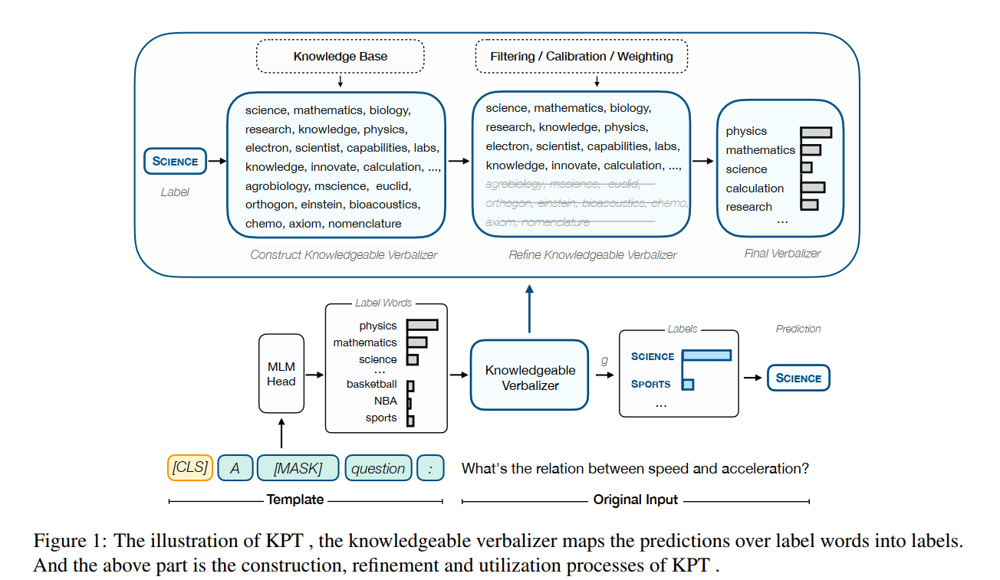 Knowledge Base
Filtering / Calibration / Weighting
SCIENCE
Label
science, mathematics, biology,
research, knowledge, physics,
electron, scientist, capabilities, labs,
knowledge, innovate, calculation, ...,
agrobiology, mscience, euclid,
orthogon, einstein, bioacoustics,
chemo, axiom, nomenclature
Construct Knowledgeable Verbalizer
science, mathematics, biology,
research, knowledge, physics,
electron, scientist, capabilities, labs,
knowledge, innovate, calculation, ...,
agrobiology, mscience, euclid,
orthogon, einstein, bioacoustics, chemo,
axiom, nomenclature
Refine Knowledgeable Verbalizer
physics
mathematics
science
calculation
research
...
Final Verbalizer
MLM
Head
Label Words
physics
mathematics
science
...
basketball
NBA
sports
Knowledgeable
Verbalizer
g
Labels
SCIENCE
SPORTS
...
Prediction
SCIENCE
[CLS] A [MASK] question : What's the relation between speed and acceleration?
Template
Original Input
Figure 1: The illustration of KPT , the knowledgeable verbalizer maps the predictions over label words into labels.
And the above part is the construction, refinement and utilization processes of KPT .